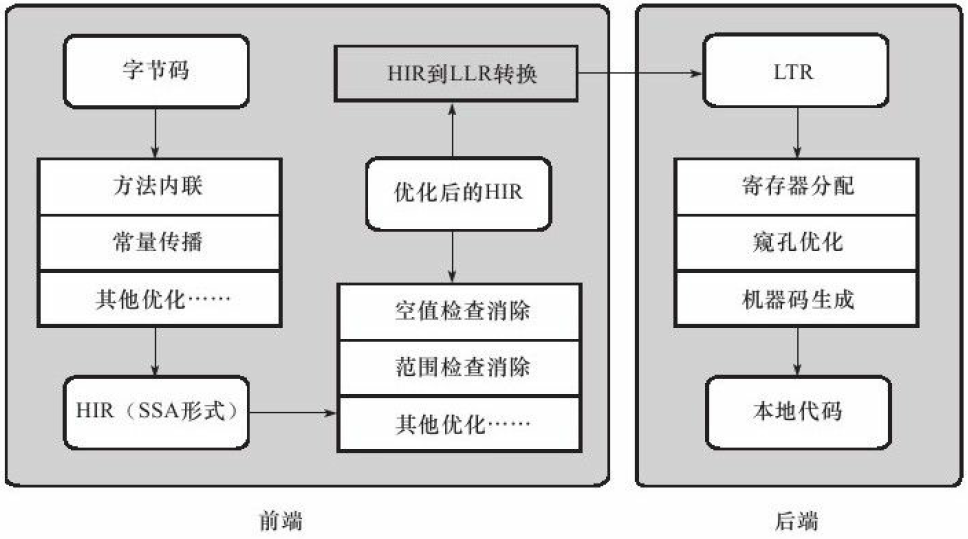 字节码
方法内联
常量传播
其他优化……
HIR（SSA形式）
HIR到LLR转换
优化后的HIR
空值检查消除
范围检查消除
其他优化……
前端
LTR
寄存器分配
窥孔优化
机器码生成
本地代码
后端